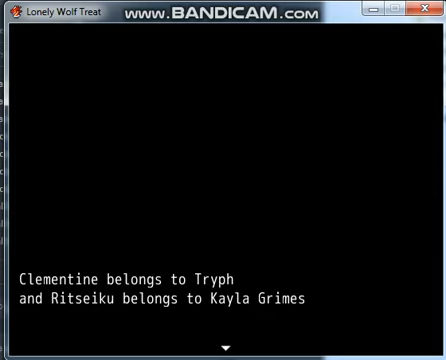 Lonely Wolf Treat
WWW.BANDICAM.COM
Clementine belongs to Tryph
and Ritseiku belongs to Kayla Grimes